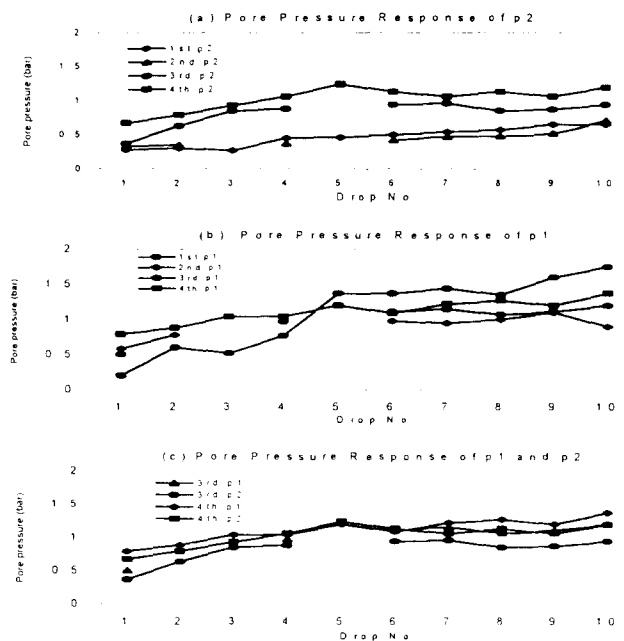 (a) Pore Pressure Response of p2
2
1 5
1
0 5
0
Pore pressure (bar)
1st p2
2nd p2
3rd p2
4th p2
1 2 3 4 5 6 7 8 9 10
Drop No
(b) Pore Pressure Response of p1
2
1 5
1
0 5
0
Pore pressure (bar)
1st p1
2nd p1
3rd p1
4th p1
1 2 3 4 5 6 7 8 9 10
Drop No
(c) Pore Pressure Response of p1 and p2
2
1 5
1
0 5
0
Pore pressure (bar)
3rd p1
3rd p2
4th p1
4th p2
1 2 3 4 5 6 7 8 9 10
Drop No